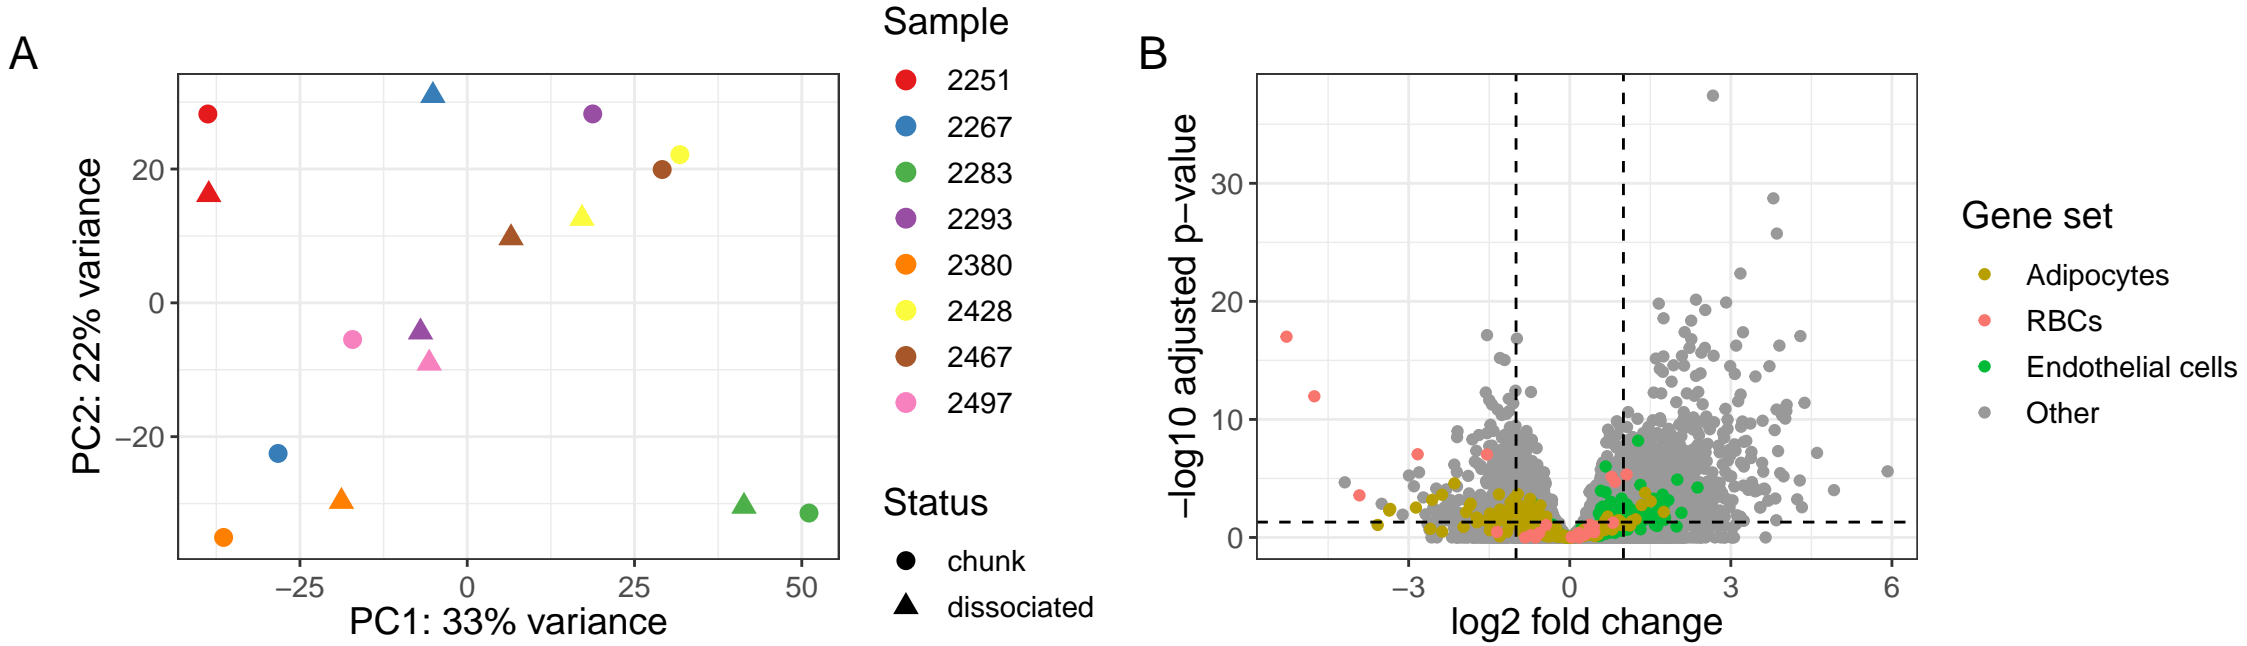 A
PC2: 22% variance
20
0
−20
−25
0
25
50
PC1: 33% variance
Sample
2251
2267
2283
2293
2380
2428
2467
2497
Status
chunk
dissociated
B
−log10 adjusted p−value
30
20
10
0
−3
0
3
6
log2 fold change
Gene set
Adipocytes
RBCs
Endothelial cells
Other